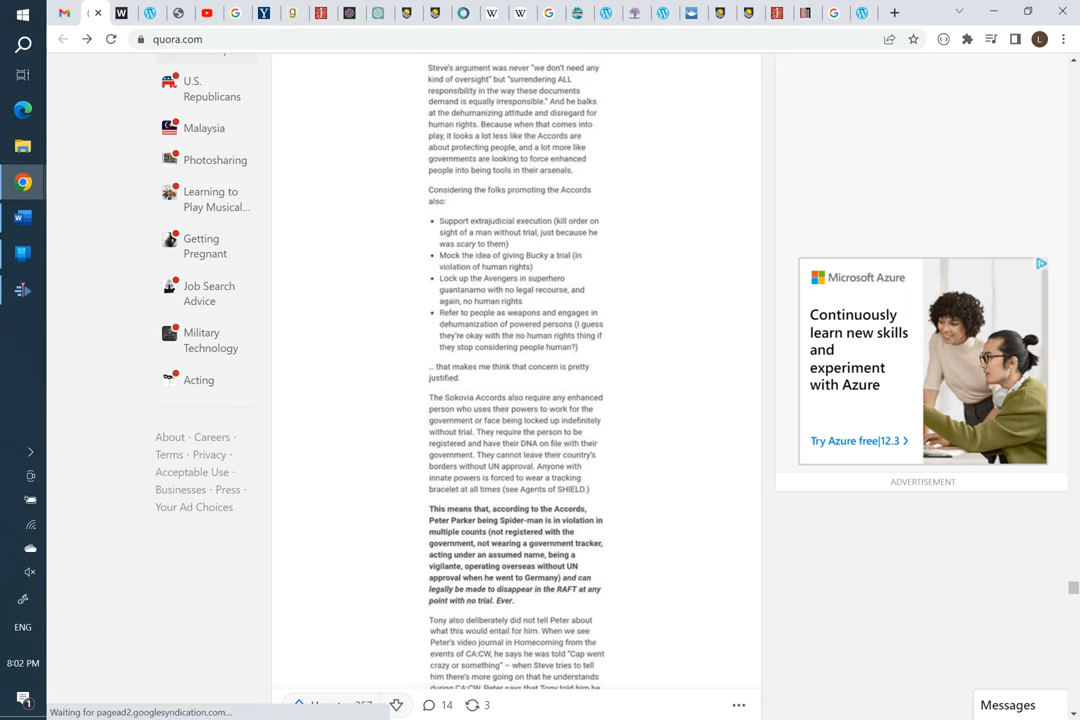 quora.com
L
U.S.
Republicans
Malaysia
Photosharing
Learning to
Play Musical...
Getting
Pregnant
Job Search
Advice
Military
Technology
Acting
About · Careers ·
Terms · Privacy ·
Acceptable Use ·
Businesses · Press ·
Your Ad Choices
Steve's argument was never "we don't need any
kind of oversight" but "surrendering ALL
responsibility in the way these documents
demand is equally irresponsible." And he balks
at the dehumanizing attitude and disregard for
human rights. Because when that comes into
play, it looks a lot less like the Accords are
about protecting people, and a lot more like
governments are looking to force enhanced
people into being tools in their arsenals.
Considering the folks promoting the Accords
also:
• Support extrajudicial execution (kill order on
sight of a man without trial, just because he
was scary to them)
• Mock the idea of giving Bucky a trial (in
violation of human rights)
• Lock up the Avengers in superhero
guantanamo with no legal recourse, and
again, no human rights
• Refer to people as weapons and engages in
dehumanization of powered persons (I guess
they're okay with the no human rights thing if
they stop considering people human?)
... that makes me think that concern is pretty
justified.
The Sokovia Accords also require any enhanced
person who uses their powers to work for the
government or face being locked up indefinitely
without trial. They require the person to be
registered and have their DNA on file with their
government. They cannot leave their country's
borders without UN approval. Anyone with
innate powers is forced to wear a tracking
bracelet at all times (see Agents of SHIELD.)
This means that, according to the Accords,
Peter Parker being Spider-man is in violation in
multiple counts (not registered with the
government, not wearing a government tracker,
acting under an assumed name, being a
vigilante, operating overseas without UN
approval when he went to Germany) and can
legally be made to disappear in the RAFT at any
point with no trial. Ever.
Tony also deliberately did not tell Peter about
what this would entail for him. When we see
Peter's video journal in Homecoming from the
events of CA:CW, he says he was told "Cap went
crazy or something" – when Steve tries to tell
him there's more going on that he understands
during CA:CW, Peter says that Tony told him he
14
3
Microsoft Azure
Continuously
learn new skills
and
experiment
with Azure
Try Azure free|12.3 >
ADVERTISEMENT
Messages
ENG
8:02 PM
1
Waiting for pagead2.googlesyndication.com...